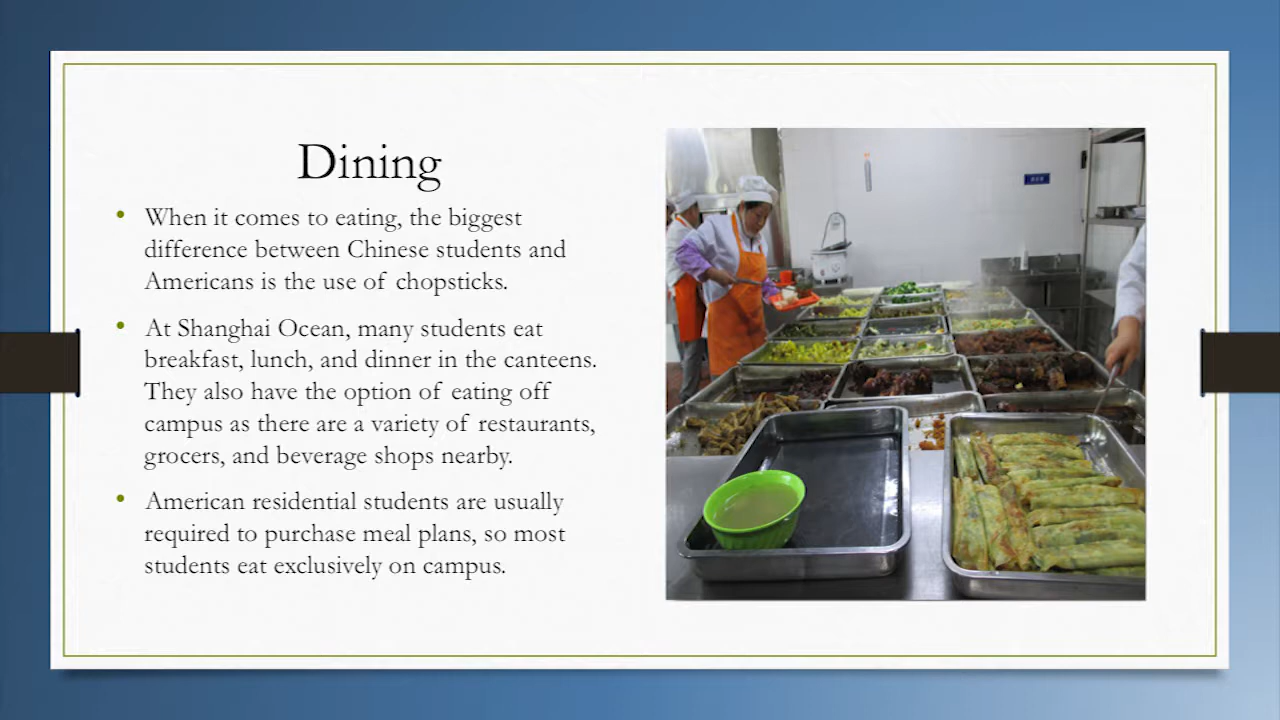 Dining
• When it comes to eating, the biggest
difference between Chinese students and
Americans is the use of chopsticks.
• At Shanghai Ocean, many students eat
breakfast, lunch, and dinner in the canteens.
They also have the option of eating off
campus as there are a variety of restaurants,
grocers, and beverage shops nearby.
• American residential students are usually
required to purchase meal plans, so most
students eat exclusively on campus.